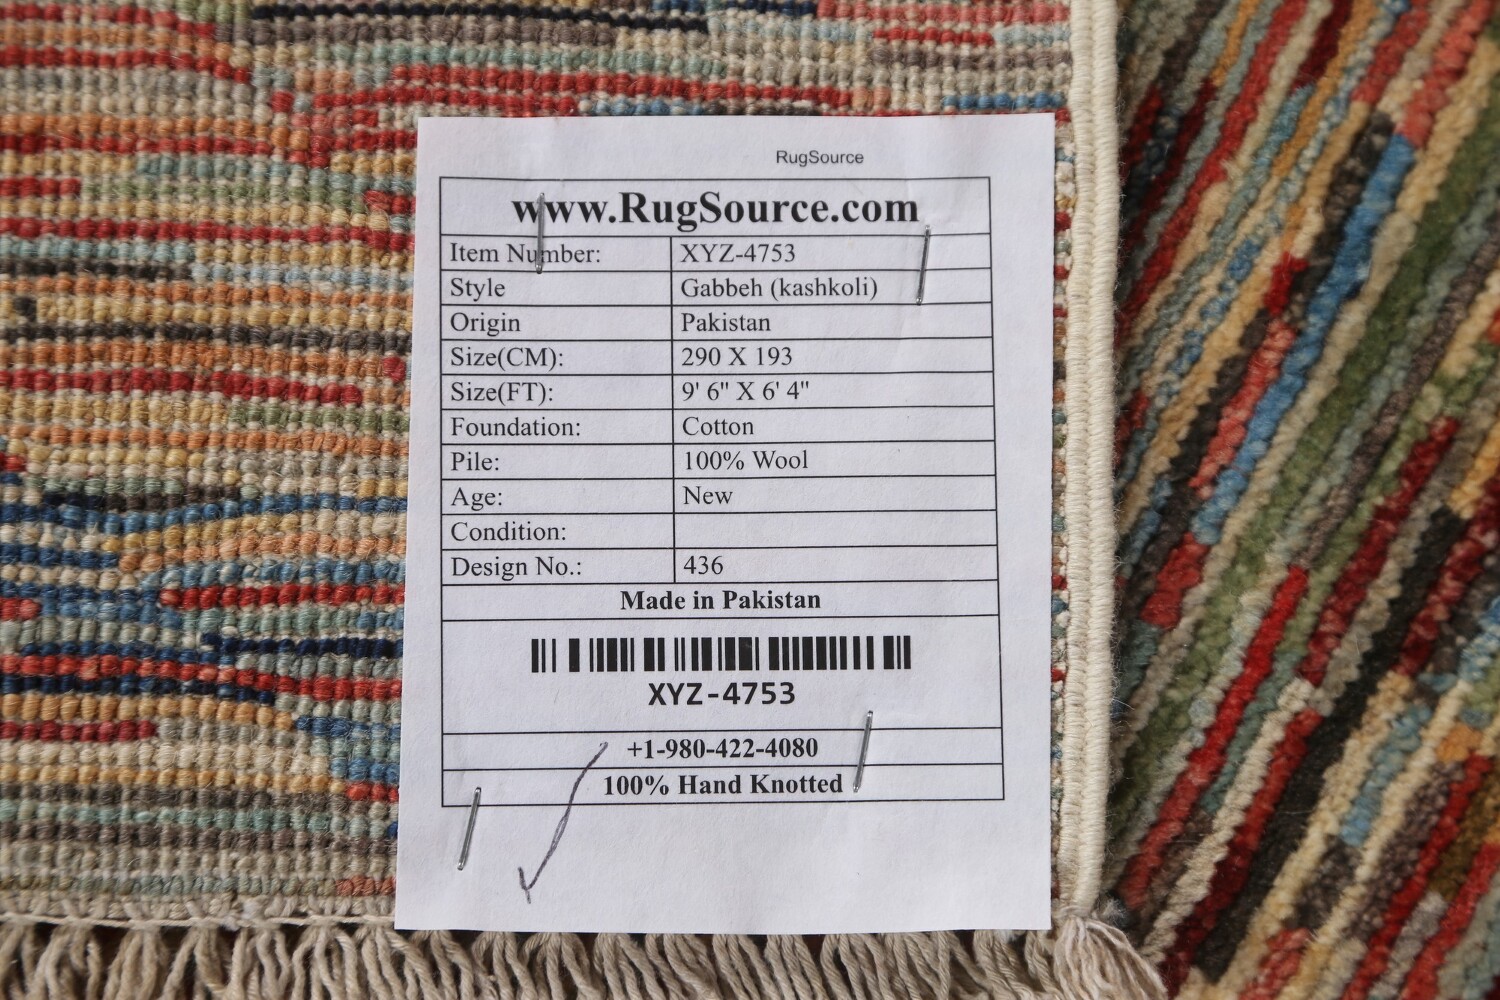 RugSource
www.RugSource.com
Item Number: XYZ-4753
Style Gabbeh (kashkoli)
Origin Pakistan
Size(CM): 290 X 193
Size(FT): 9' 6" X 6' 4"
Foundation: Cotton
Pile: 100% Wool
Age: New
Condition:
Design No.: 436
Made in Pakistan
XYZ-4753
+1-980-422-4080
100% Hand Knotted